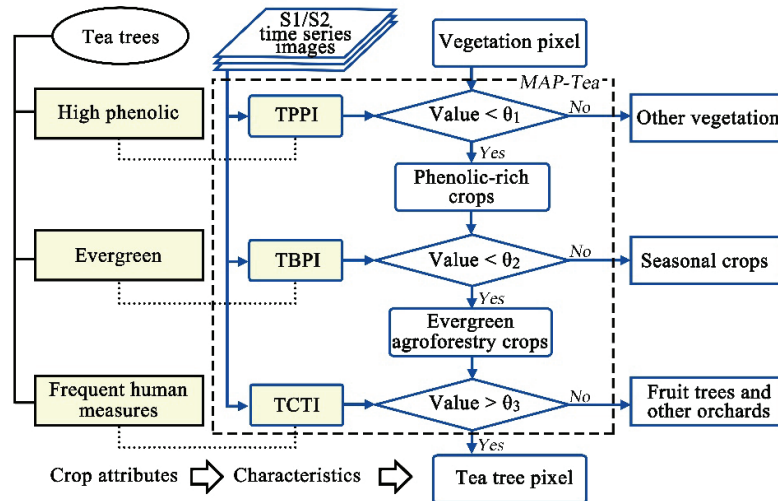 Tea trees
S1/S2
time series
images
Vegetation pixel
MAP-Tea
High phenolic
TPPI
Value < θ1
No
Other vegetation
Yes
Phenolic-rich
crops
Evergreen
TBPI
Value < θ2
No
Seasonal crops
Yes
Evergreen
agroforestry crops
Frequent human
measures
TCTI
Value > θ3
No
Fruit trees and
other orchards
Yes
Crop attributes
Characteristics
Tea tree pixel